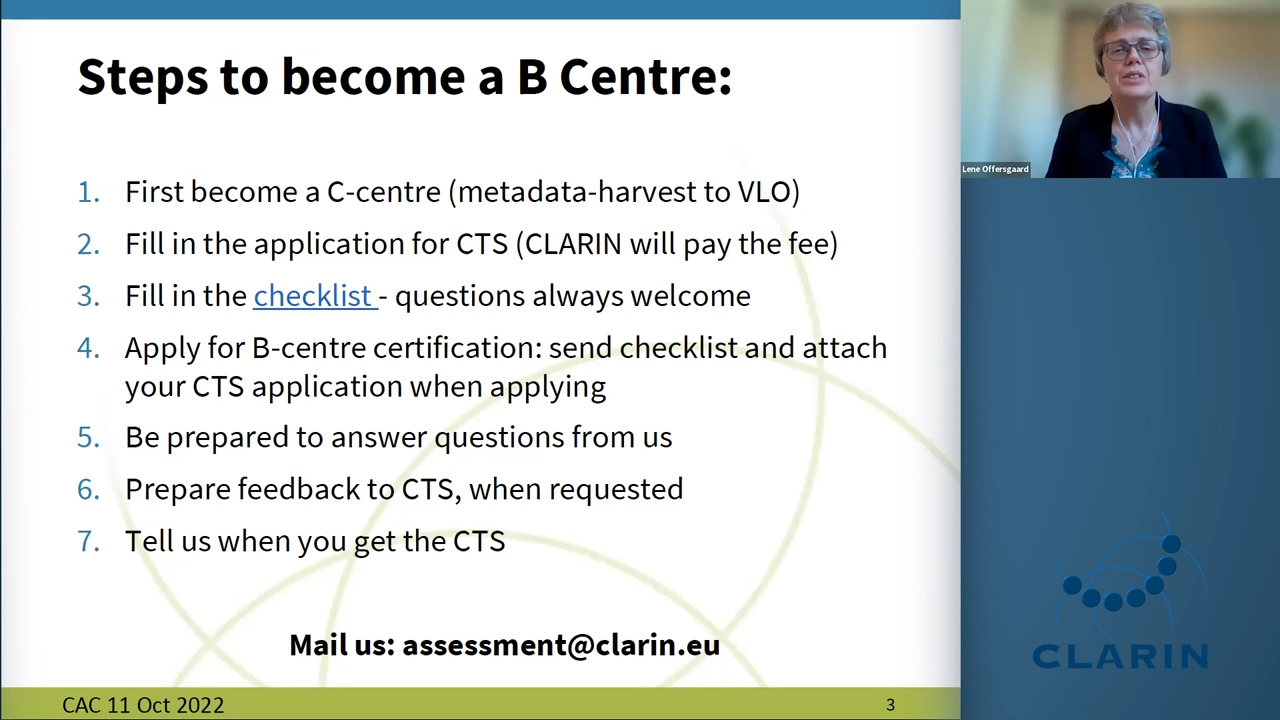 Steps to become a B Centre:
1. First become a C-centre (metadata-harvest to VLO)
2. Fill in the application for CTS (CLARIN will pay the fee)
3. Fill in the checklist - questions always welcome
4. Apply for B-centre certification: send checklist and attach
your CTS application when applying
5. Be prepared to answer questions from us
6. Prepare feedback to CTS, when requested
7. Tell us when you get the CTS
Mail us: assessment@clarin.eu
CAC 11 Oct 2022
3
Lene Offersgaard
CLARIN